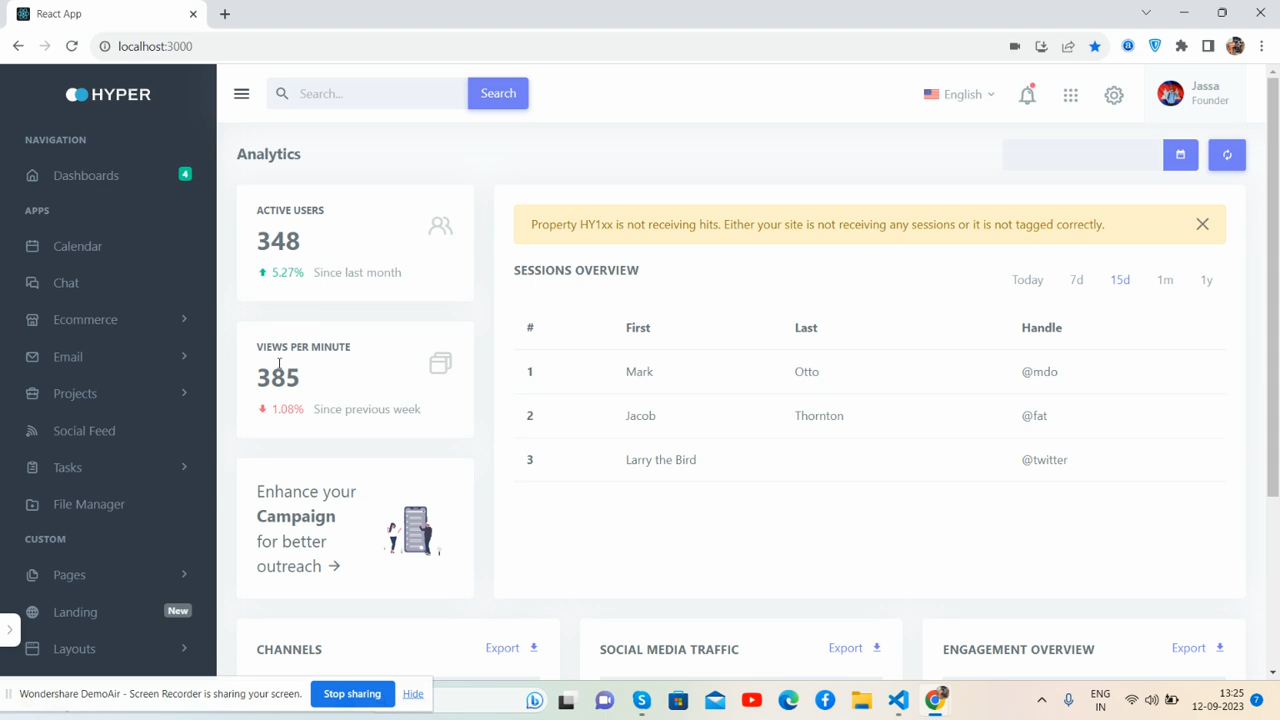 React App
localhost:3000
HYPER
Search...
Search
English
Jassa
Founder
NAVIGATION
Dashboards 4
APPS
Calendar
Chat
Ecommerce
Email
Projects
Social Feed
Tasks
File Manager
CUSTOM
Pages
Landing New
Layouts
Analytics
ACTIVE USERS
348
5.27% Since last month
VIEWS PER MINUTE
385
1.08% Since previous week
Enhance your
Campaign
for better
outreach →
Property HY1xx is not receiving hits. Either your site is not receiving any sessions or it is not tagged correctly.
SESSIONS OVERVIEW
Today 7d 15d 1m 1y
# First Last Handle
1 Mark Otto @mdo
2 Jacob Thornton @fat
3 Larry the Bird @twitter
CHANNELS Export
SOCIAL MEDIA TRAFFIC Export
ENGAGEMENT OVERVIEW Export
Wondershare DemoAir - Screen Recorder is sharing your screen. Stop sharing Hide
ENG
IN
13:25
12-09-2023
7